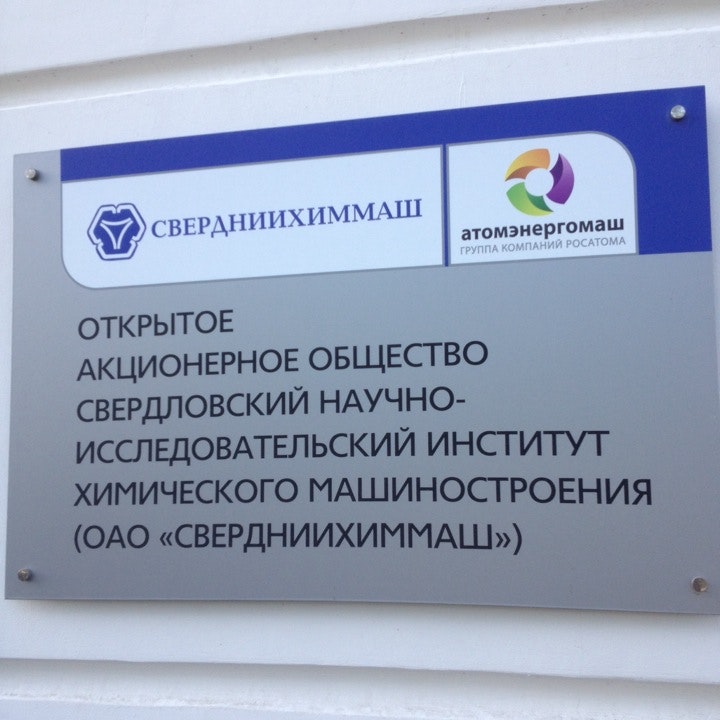 СВЕРДНИИХИММАШ
атомэнергомаш
ГРУППА КОМПАНИЙ РОСАТОМА
ОТКРЫТОЕ
АКЦИОНЕРНОЕ ОБЩЕСТВО
СВЕРДЛОВСКИЙ НАУЧНО-
ИССЛЕДОВАТЕЛЬСКИЙ ИНСТИТУТ
ХИМИЧЕСКОГО МАШИНОСТРОЕНИЯ
(ОАО «СВЕРДНИИХИММАШ»)